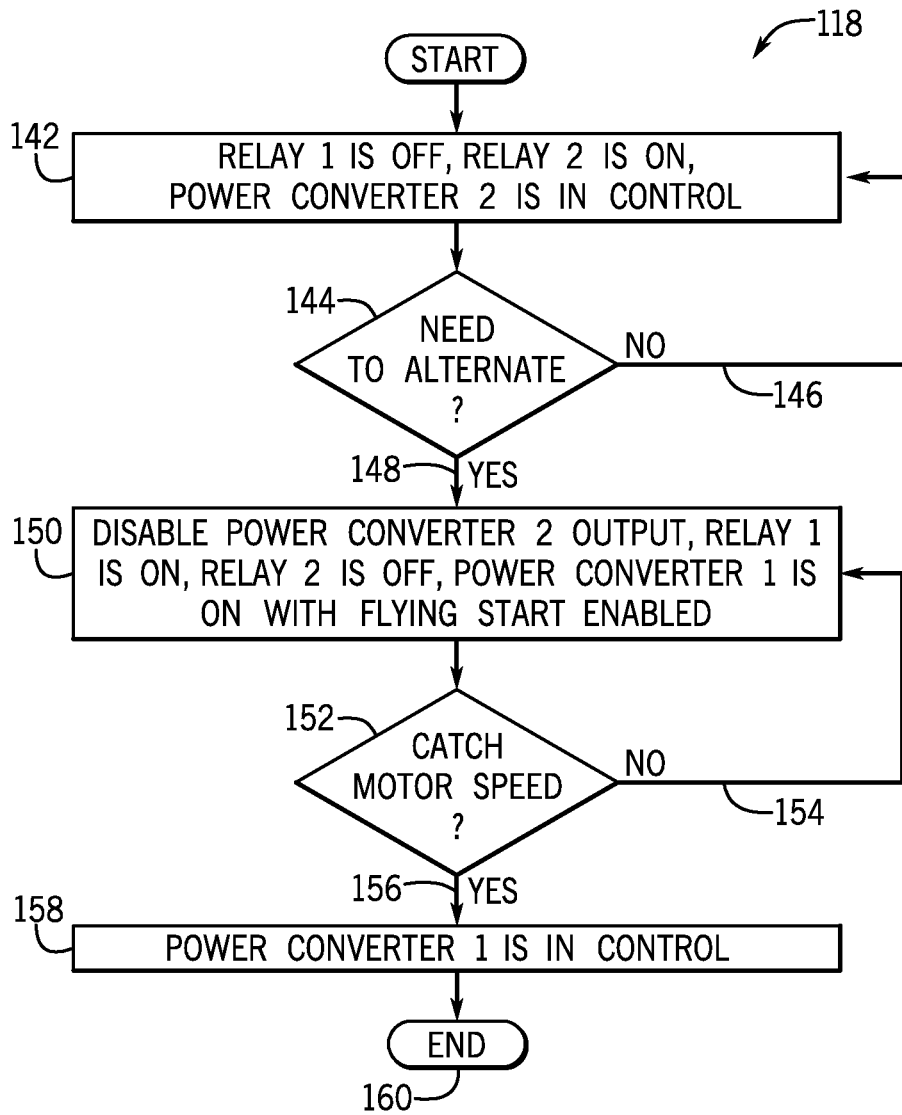 118
START
142
RELAY 1 IS OFF, RELAY 2 IS ON,
POWER CONVERTER 2 IS IN CONTROL
144
NEED
TO ALTERNATE
?
NO
146
148
YES
150
DISABLE POWER CONVERTER 2 OUTPUT, RELAY 1
IS ON, RELAY 2 IS OFF, POWER CONVERTER 1 IS
ON WITH FLYING START ENABLED
152
CATCH
MOTOR SPEED
?
NO
154
156
YES
158
POWER CONVERTER 1 IS IN CONTROL
END
160